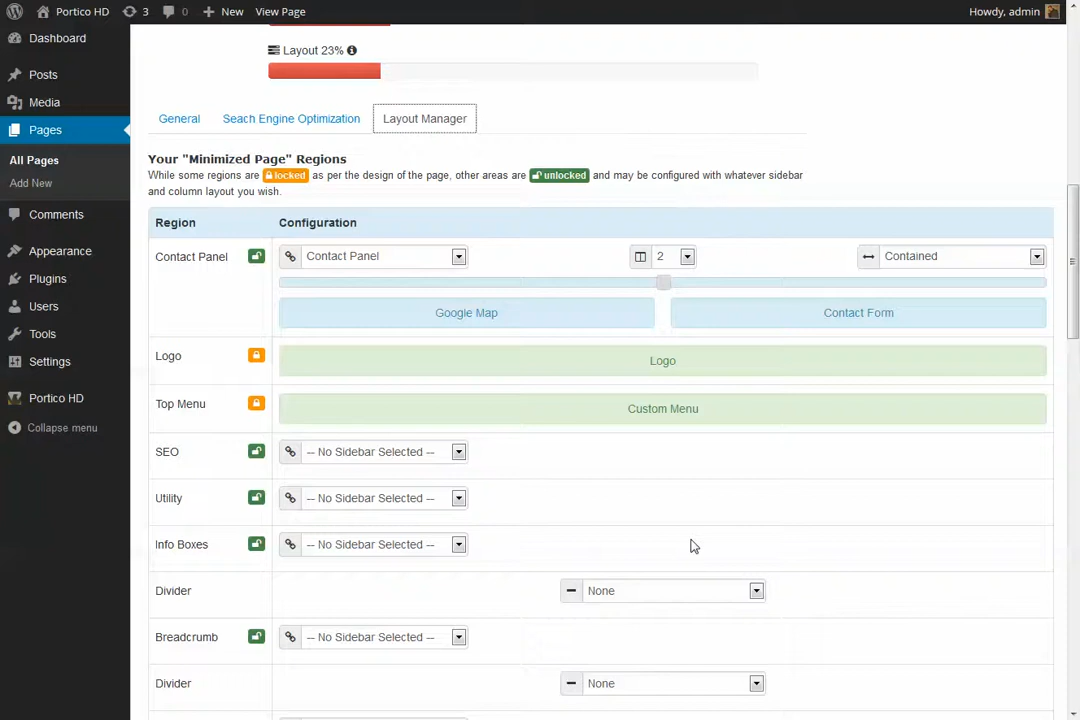 Portico HD 3 0 New View Page Howdy, admin
Dashboard
Posts
Media
Pages
All Pages
Add New
Comments
Appearance
Plugins
Users
Tools
Settings
Portico HD
Collapse menu
Layout 23%
General Seach Engine Optimization Layout Manager
Your "Minimized Page" Regions
While some regions are locked as per the design of the page, other areas are unlocked and may be configured with whatever sidebar
and column layout you wish.
Region Configuration
Contact Panel Contact Panel 2 Contained
Google Map Contact Form
Logo Logo
Top Menu Custom Menu
SEO -- No Sidebar Selected --
Utility -- No Sidebar Selected --
Info Boxes -- No Sidebar Selected --
Divider None
Breadcrumb -- No Sidebar Selected --
Divider None